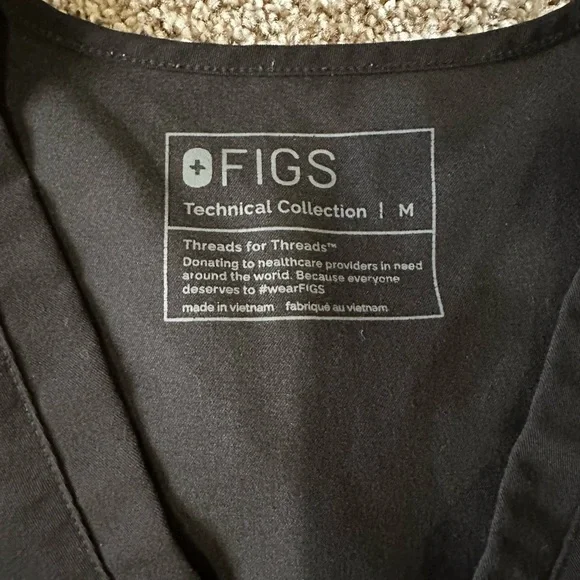 FIGS
Technical Collection | M
Threads for Threads™
Donating to healthcare providers in need
around the world. Because everyone
deserves to #wearFIGS
made in vietnam fabriqué au vietnam